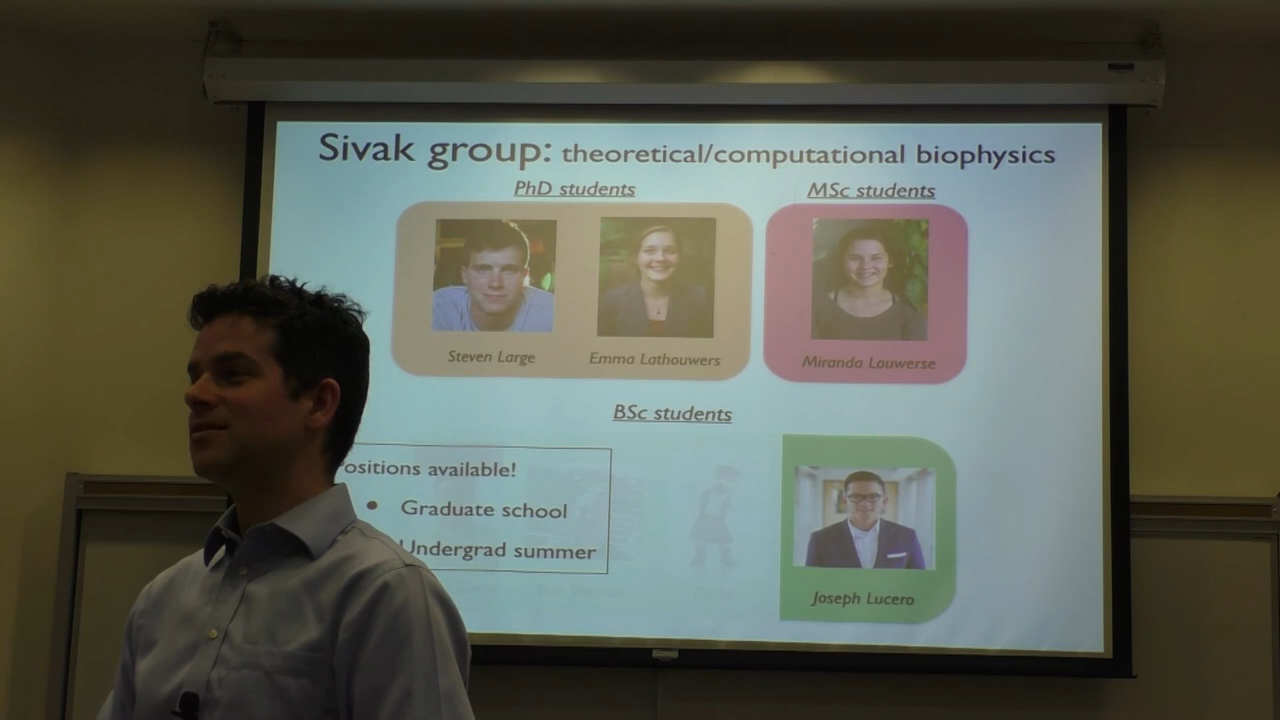 Sivak group: theoretical/computational biophysics
PhD students
MSc students
Steven Large
Emma Lathouwers
Miranda Louwerse
BSc students
ositions available!
• Graduate school
Undergrad summer
Joseph Lucero